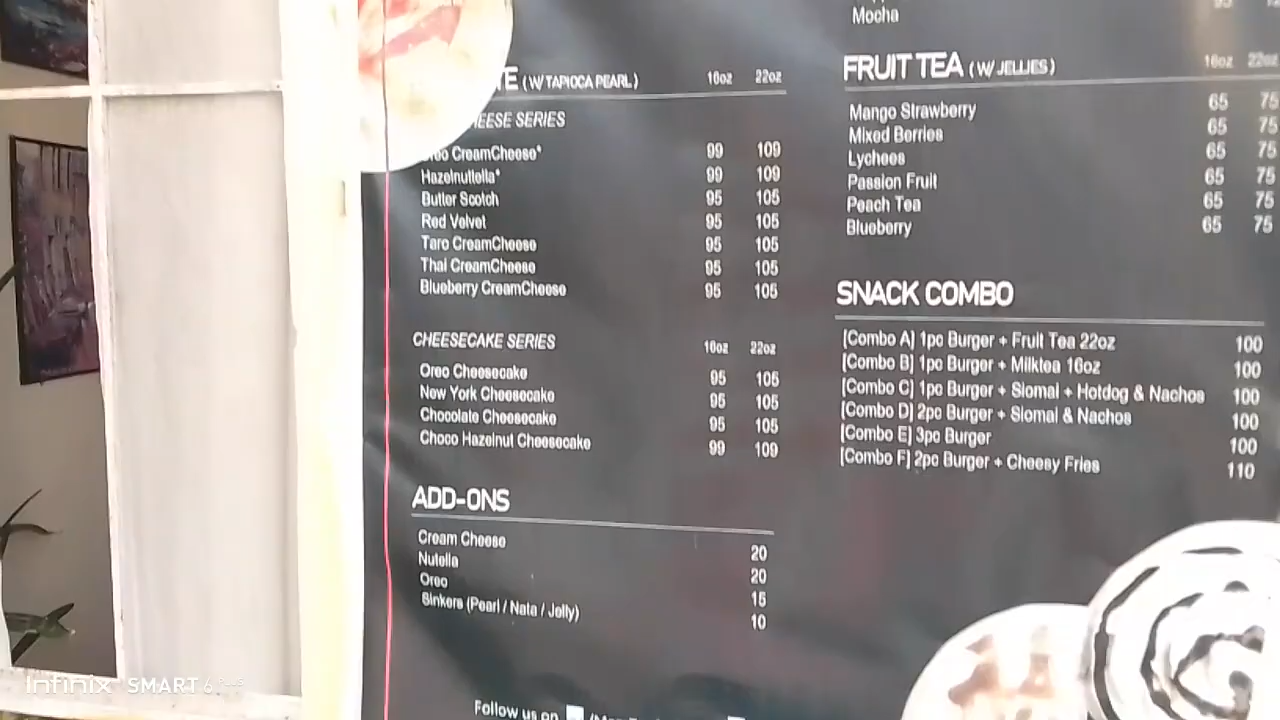 (W/ TAPIOCA PEARL) 16oz 22oz
SERIES
CreamCheese* 99 109
Hazelnuttella* 99 109
Butter Scotch 95 105
Red Velvet 95 105
Taro CreamCheese 95 105
Thai CreamCheese 95 105
Blueberry CreamCheese 95 105
CHEESECAKE SERIES 16oz 22oz
Oreo Cheesecake 95 105
New York Cheesecake 95 105
Chocolate Cheesecake 95 105
Choco Hazelnut Cheesecake 99 109
ADD-ONS
Cream Cheese 20
Nutella 20
Oreo 15
Sinkers (Pearl / Nata / Jelly) 10
Follow us on
Mocha
FRUIT TEA (W/ JELLIES) 16oz 22oz
Mango Strawberry 65 75
Mixed Berries 65 75
Lychees 65 75
Passion Fruit 65 75
Peach Tea 65 75
Blueberry 65 75
SNACK COMBO
[Combo A] 1pc Burger + Fruit Tea 22oz 100
[Combo B] 1pc Burger + Milktea 16oz 100
[Combo C] 1pc Burger + Siomai + Hotdog & Nachos 100
[Combo D] 2pc Burger + Siomai & Nachos 100
[Combo E] 3pc Burger 100
[Combo F] 2pc Burger + Cheesy Fries 110
Infinix SMART 6